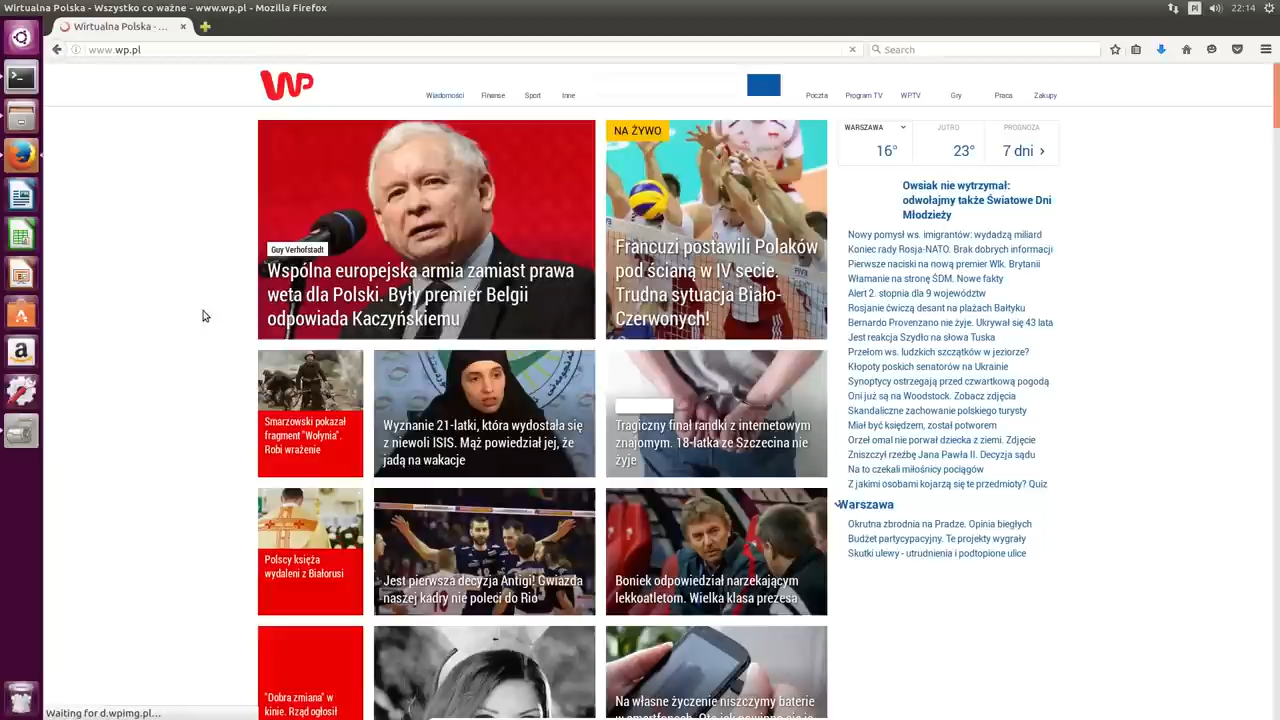 Wirtualna Polska - Wszystko co ważne - www.wp.pl - Mozilla Firefox
Pl
22:14
Wirtualna Polska - ...
www.wp.pl
Search
WP
Wiadomości
Finanse
Sport
Inne
Poczta
Program TV
WP.TV
Gry
Praca
Zakupy
Guy Verhofstadt
Wspólna europejska armia zamiast prawa
weta dla Polski. Były premier Belgii
odpowiada Kaczyńskiemu
NA ŻYWO
Francuzi postawili Polaków
pod ścianą w IV secie.
Trudna sytuacja Biało-
Czerwonych!
WARSZAWA
16°
JUTRO
23°
PROGNOZA
7 dni
Owsiak nie wytrzymał:
odwołajmy także Światowe Dni
Młodzieży
Nowy pomysł ws. imigrantów: wydadzą miliard
Koniec rady Rosja-NATO. Brak dobrych informacji
Pierwsze naciski na nową premier Wlk. Brytanii
Włamanie na stronę ŚDM. Nowe fakty
Alert 2. stopnia dla 9 województw
Rosjanie ćwiczą desant na plażach Bałtyku
Bernardo Provenzano nie żyje. Ukrywał się 43 lata
Jest reakcja Szydło na słowa Tuska
Przełom ws. ludzkich szczątków w jeziorze?
Kłopoty poskich senatorów na Ukrainie
Synoptycy ostrzegają przed czwartkową pogodą
Oni już są na Woodstock. Zobacz zdjęcia
Skandaliczne zachowanie polskiego turysty
Miał być księdzem, został potworem
Orzeł omal nie porwał dziecka z ziemi. Zdjęcie
Zniszczył rzeźbę Jana Pawła II. Decyzja sądu
Na to czekali miłośnicy pociągów
Z jakimi osobami kojarzą się te przedmioty? Quiz
Warszawa
Okrutna zbrodnia na Pradze. Opinia biegłych
Budżet partycypacyjny. Te projekty wygrały
Skutki ulewy - utrudnienia i podtopione ulice
Smarzowski pokazał
fragment "Wołynia".
Robi wrażenie
Wyznanie 21-latki, która wydostała się
z niewoli ISIS. Mąż powiedział jej, że
jadą na wakacje
Tragiczny finał randki z internetowym
znajomym. 18-latka ze Szczecina nie
żyje
Polscy księża
wydaleni z Białorusi
Jest pierwsza decyzja Antigi! Gwiazda
naszej kadry nie poleci do Rio
Boniek odpowiedział narzekającym
lekkoatletom. Wielka klasa prezesa
"Dobra zmiana" w
kinie. Rząd ogłosił
Na własne życzenie niszczymy baterie
Waiting for d.wpimg.pl...